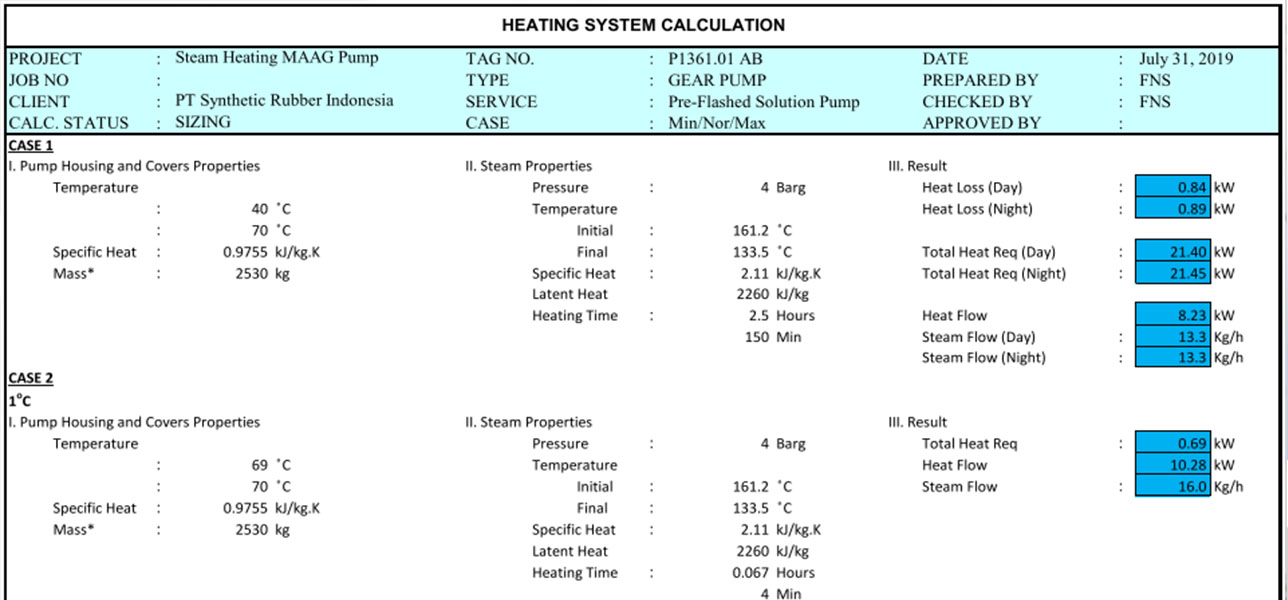 HEATING SYSTEM CALCULATION
PROJECT : Steam Heating MAAG Pump TAG NO. : P1361.01 AB DATE : July 31, 2019
JOB NO : TYPE : GEAR PUMP PREPARED BY : FNS
CLIENT : PT Synthetic Rubber Indonesia SERVICE : Pre-Flashed Solution Pump CHECKED BY : FNS
CALC. STATUS : SIZING CASE : Min/Nor/Max APPROVED BY :
CASE 1
I. Pump Housing and Covers Properties II. Steam Properties III. Result
Temperature Pressure : 4 Barg Heat Loss (Day) : 0.84 kW
: 40 ˚C Temperature Heat Loss (Night) : 0.89 kW
: 70 ˚C Initial : 161.2 ˚C
Specific Heat : 0.9755 kJ/kg.K Final : 133.5 ˚C Total Heat Req (Day) : 21.40 kW
Mass* : 2530 kg Specific Heat : 2.11 kJ/kg.K Total Heat Req (Night) : 21.45 kW
Latent Heat 2260 kJ/kg
Heating Time : 2.5 Hours Heat Flow : 8.23 kW
150 Min Steam Flow (Day) : 13.3 Kg/h
Steam Flow (Night) : 13.3 Kg/h
CASE 2
1°C
I. Pump Housing and Covers Properties II. Steam Properties III. Result
Temperature Pressure : 4 Barg Total Heat Req : 0.69 kW
: 69 ˚C Temperature Heat Flow 10.28 kW
: 70 ˚C Initial : 161.2 ˚C Steam Flow : 16.0 Kg/h
Specific Heat : 0.9755 kJ/kg.K Final : 133.5 ˚C
Mass* : 2530 kg Specific Heat : 2.11 kJ/kg.K
Latent Heat 2260 kJ/kg
Heating Time : 0.067 Hours
4 Min